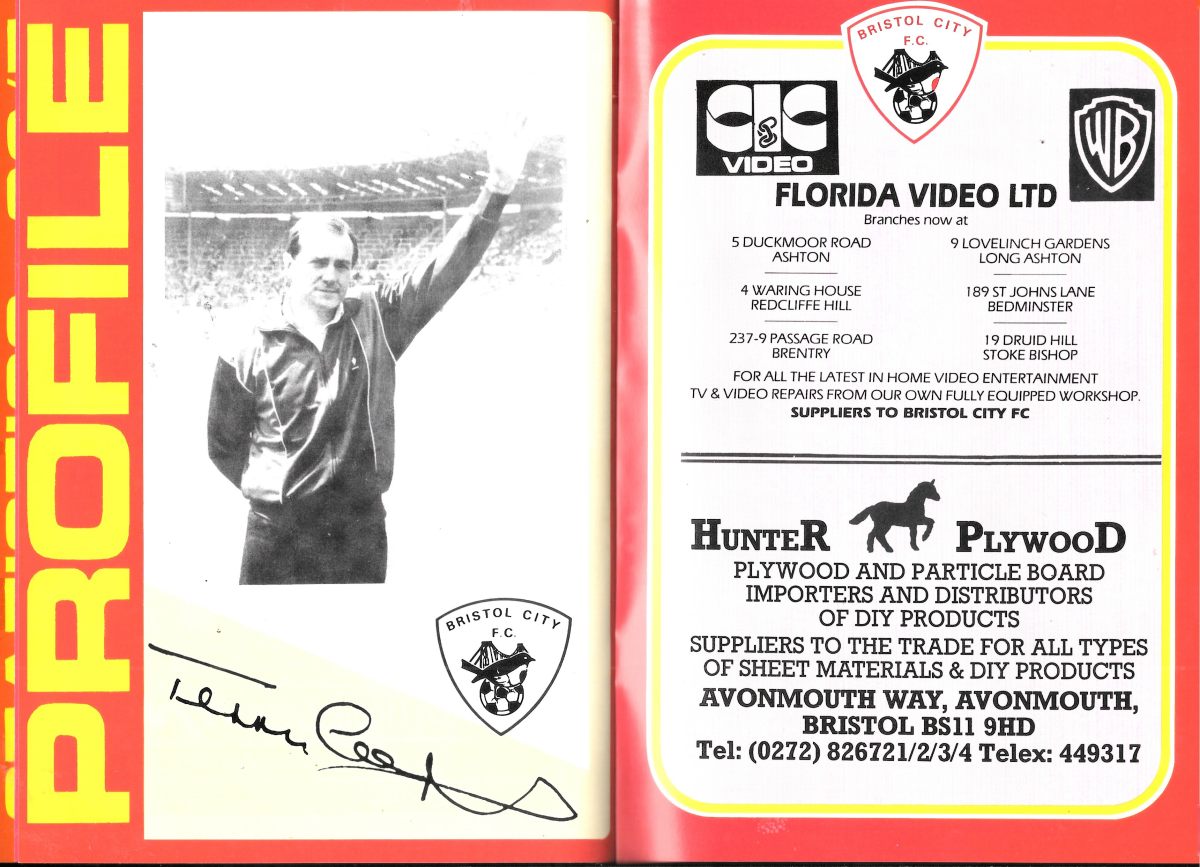 PROFILE
BRISTOL CITY
F.C.
Terry Cooper
BRISTOL CITY
F.C.
CIC
VIDEO
WB
FLORIDA VIDEO LTD
Branches now at
5 DUCKMOOR ROAD
ASHTON
9 LOVELINCH GARDENS
LONG ASHTON
4 WARING HOUSE
REDCLIFFE HILL
189 ST JOHNS LANE
BEDMINSTER
237-9 PASSAGE ROAD
BRENTRY
19 DRUID HILL
STOKE BISHOP
FOR ALL THE LATEST IN HOME VIDEO ENTERTAINMENT
TV & VIDEO REPAIRS FROM OUR OWN FULLY EQUIPPED WORKSHOP.
SUPPLIERS TO BRISTOL CITY FC
HUNTER PLYWOOD
PLYWOOD AND PARTICLE BOARD
IMPORTERS AND DISTRIBUTORS
OF DIY PRODUCTS
SUPPLIERS TO THE TRADE FOR ALL TYPES
OF SHEET MATERIALS & DIY PRODUCTS
AVONMOUTH WAY, AVONMOUTH,
BRISTOL BS11 9HD
Tel: (0272) 826721/2/3/4 Telex: 449317